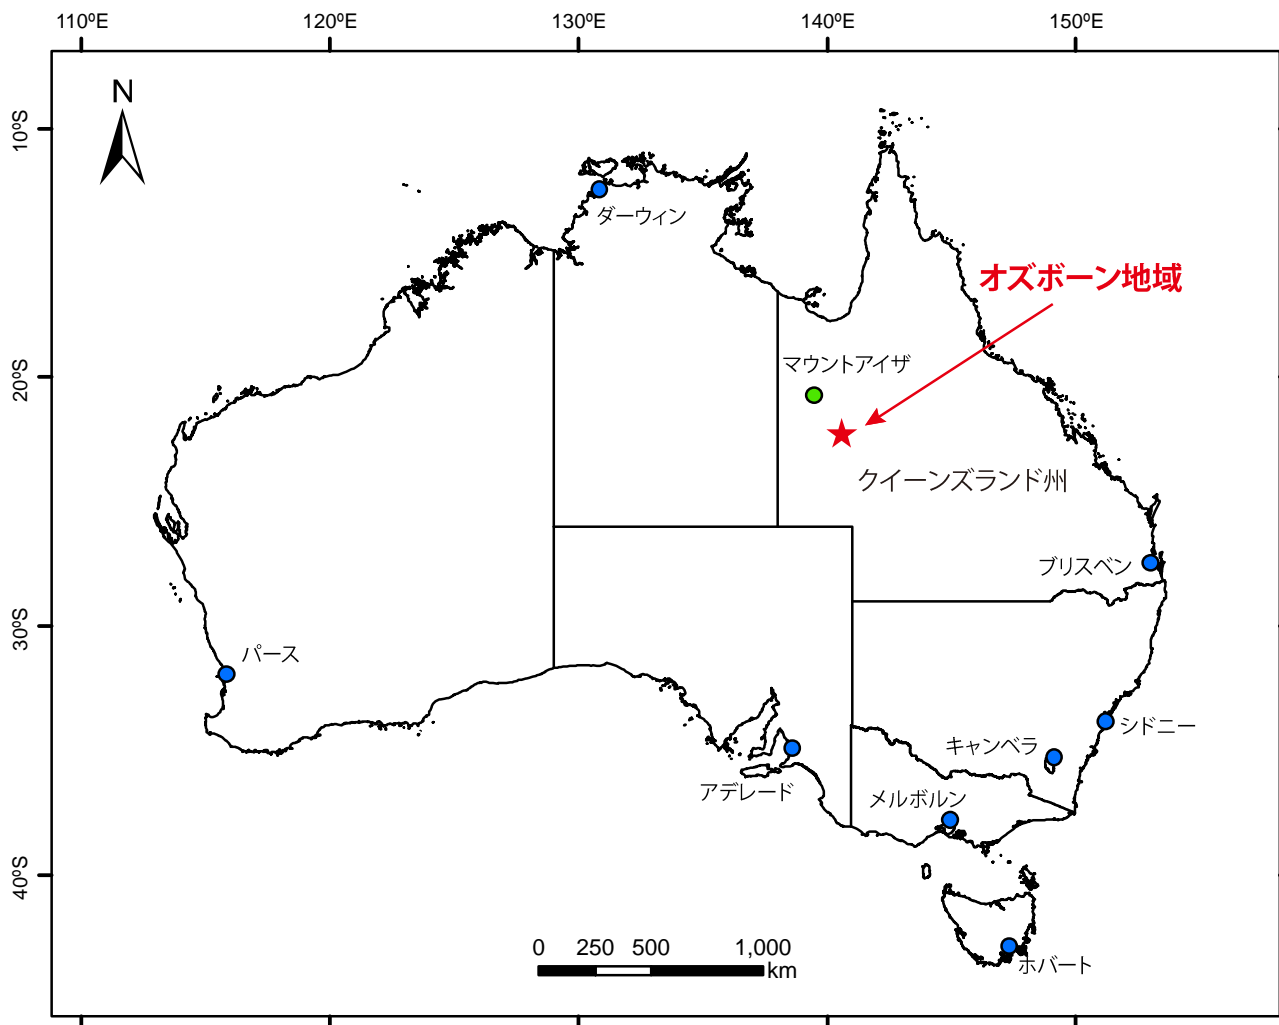 110ºE
120ºE
130ºE
140ºE
150ºE
N
10ºS
ダーウィン
オズボーン地域
マウントアイザ
20ºS
クイーンズランド州
ブリスベン
30ºS
パース
シドニー
キャンベラ
アデレード
メルボルン
40ºS
0 250 500 1,000
km
ホバート